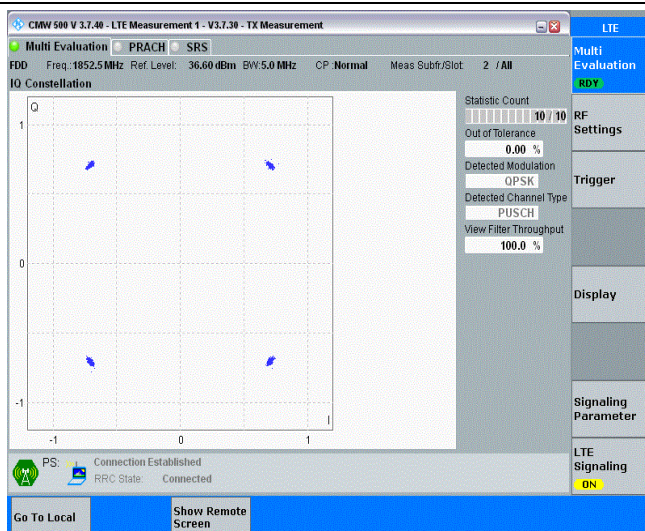 CMW 500 V 3.7.40 - LTE Measurement 1 - V3.7.30 - TX Measurement
LTE
Multi Evaluation PRACH SRS
Multi
Evaluation
RDY
FDD Freq.:1852.5 MHz Ref. Level: 36.60 dBm BW:5.0 MHz CP :Normal Meas Subfr./Slot: 2 / All
IQ Constellation
Q
1
0
-1
I
-1 0 1
Statistic Count
10 / 10
Out of Tolerance
0.00 %
Detected Modulation
QPSK
Detected Channel Type
PUSCH
View Filter Throughput
100.0 %
RF
Settings
Trigger
Display
Signaling
Parameter
LTE
Signaling
ON
PS: Connection Established
RRC State: Connected
Go To Local
Show Remote
Screen